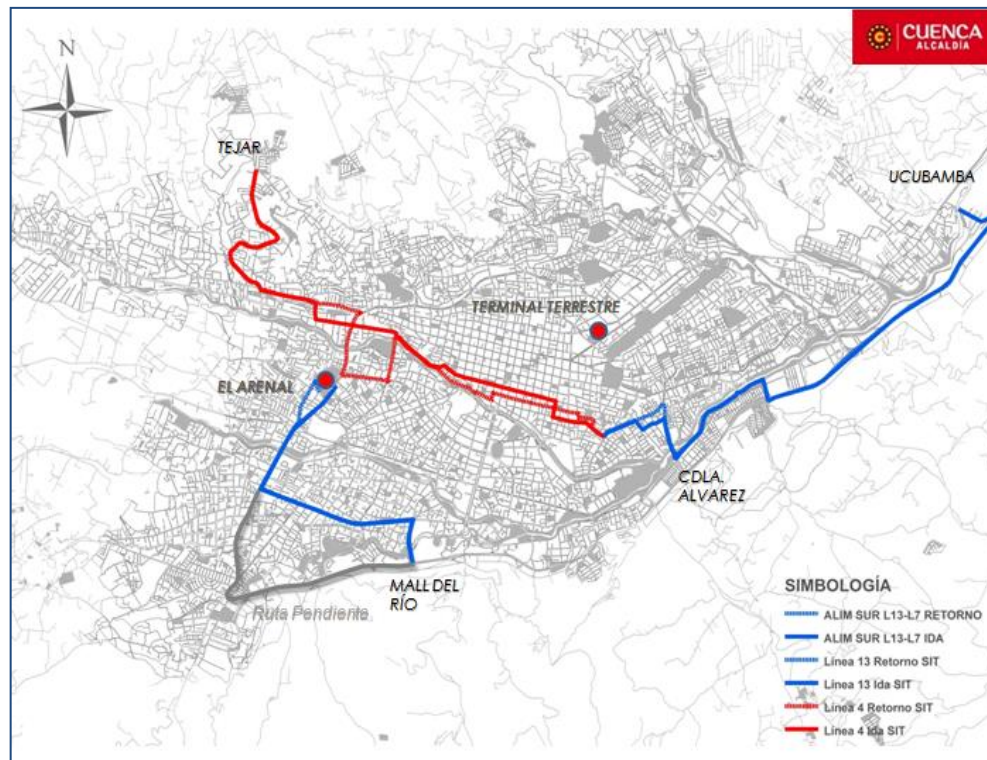 CUENCA
ALCALDÍA
N
TEJAR
UCUBAMBA
TERMINAL TERRESTRE
EL ARENAL
CDLA.
ALVAREZ
MALL DEL
RÍO
Ruta Pendiente.
SIMBOLOGÍA
ALIM SUR L13-L7 RETORNO
ALIM SUR L13-L7 IDA
Línea 13 Retorno SIT
Línea 13 Ida SIT
Línea 4 Retorno SIT
Línea 4 Ida SIT